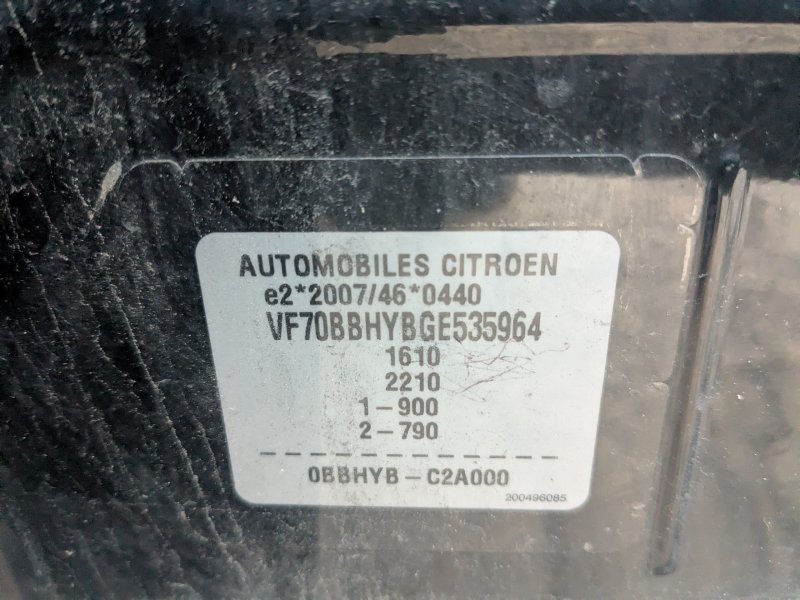 AUTOMOBILES CITROEN
e2*2007/46*0440
VF70BBHYBGE535964
1610
2210
1-900
2-790
0BBHYB-C2A000
200496085